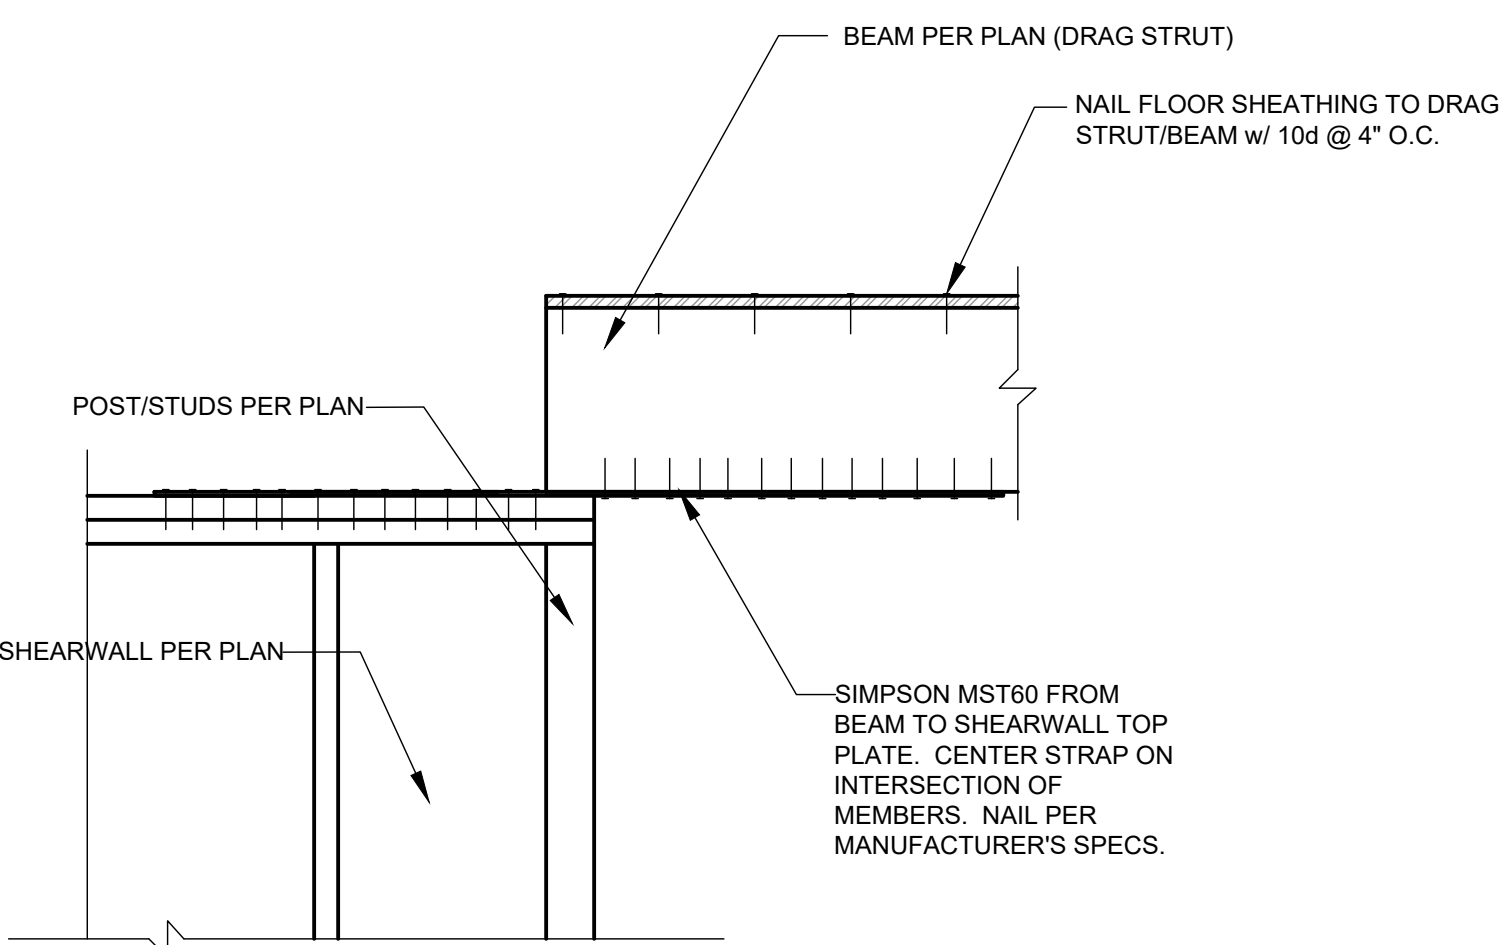 BEAM PER PLAN (DRAG STRUT)
NAIL FLOOR SHEATHING TO DRAG
STRUT/BEAM w/ 10d @ 4" O.C.
POST/STUDS PER PLAN
SHEARWALL PER PLAN
SIMPSON MST60 FROM
BEAM TO SHEARWALL TOP
PLATE. CENTER STRAP ON
INTERSECTION OF
MEMBERS. NAIL PER
MANUFACTURER'S SPECS.